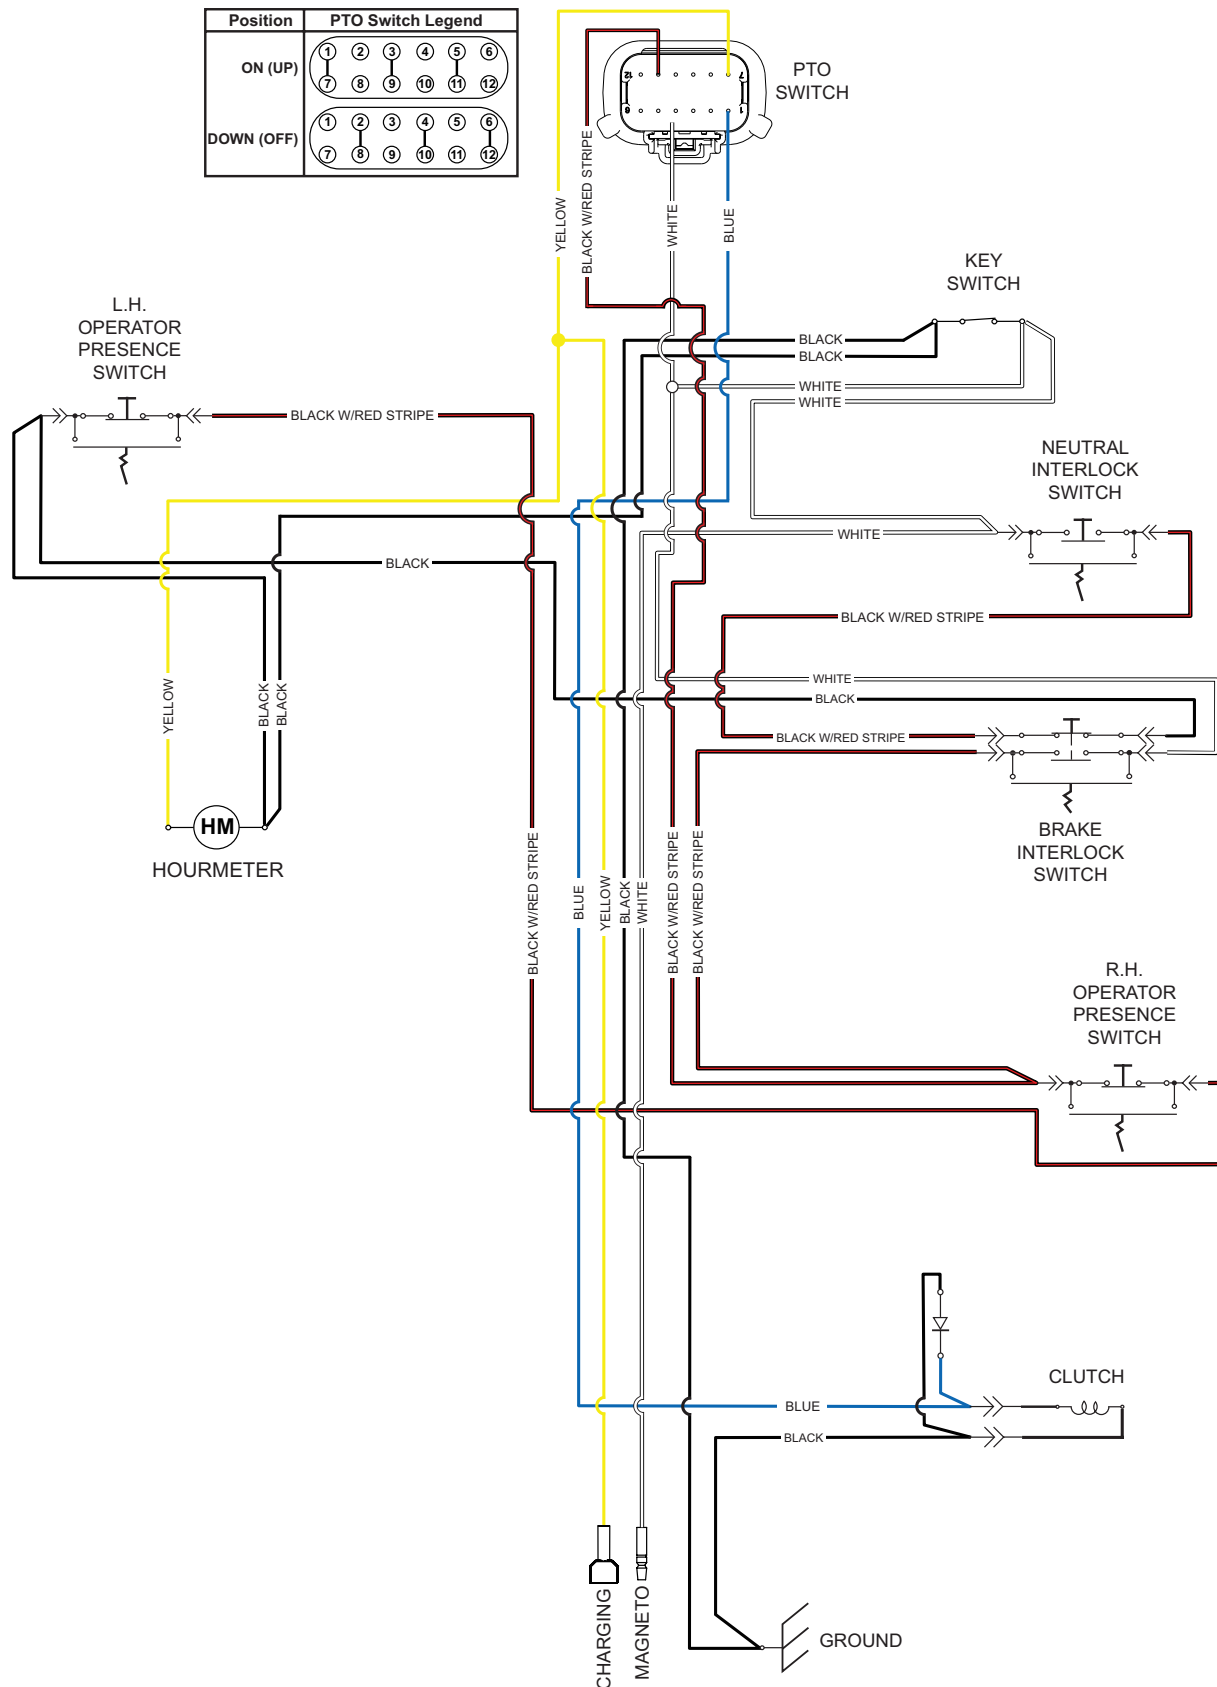 Position PTO Switch Legend
ON (UP)
1 2 3 4 5 6
7 8 9 10 11 12
DOWN (OFF)
1 2 3 4 5 6
7 8 9 10 11 12
12 7
6 1
PTO
SWITCH
YELLOW
BLACK W/RED STRIPE
WHITE
BLUE
KEY
SWITCH
L.H.
OPERATOR
PRESENCE
SWITCH
BLACK
BLACK
WHITE
WHITE
BLACK W/RED STRIPE
NEUTRAL
INTERLOCK
SWITCH
WHITE
BLACK
BLACK W/RED STRIPE
WHITE
BLACK
BLACK W/RED STRIPE
YELLOW
BLACK
BLACK
HM
HOURMETER
BRAKE
INTERLOCK
SWITCH
BLACK W/RED STRIPE
BLUE
YELLOW
BLACK
WHITE
BLACK W/RED STRIPE
BLACK W/RED STRIPE
R.H.
OPERATOR
PRESENCE
SWITCH
CLUTCH
BLUE
BLACK
CHARGING
MAGNETO
GROUND